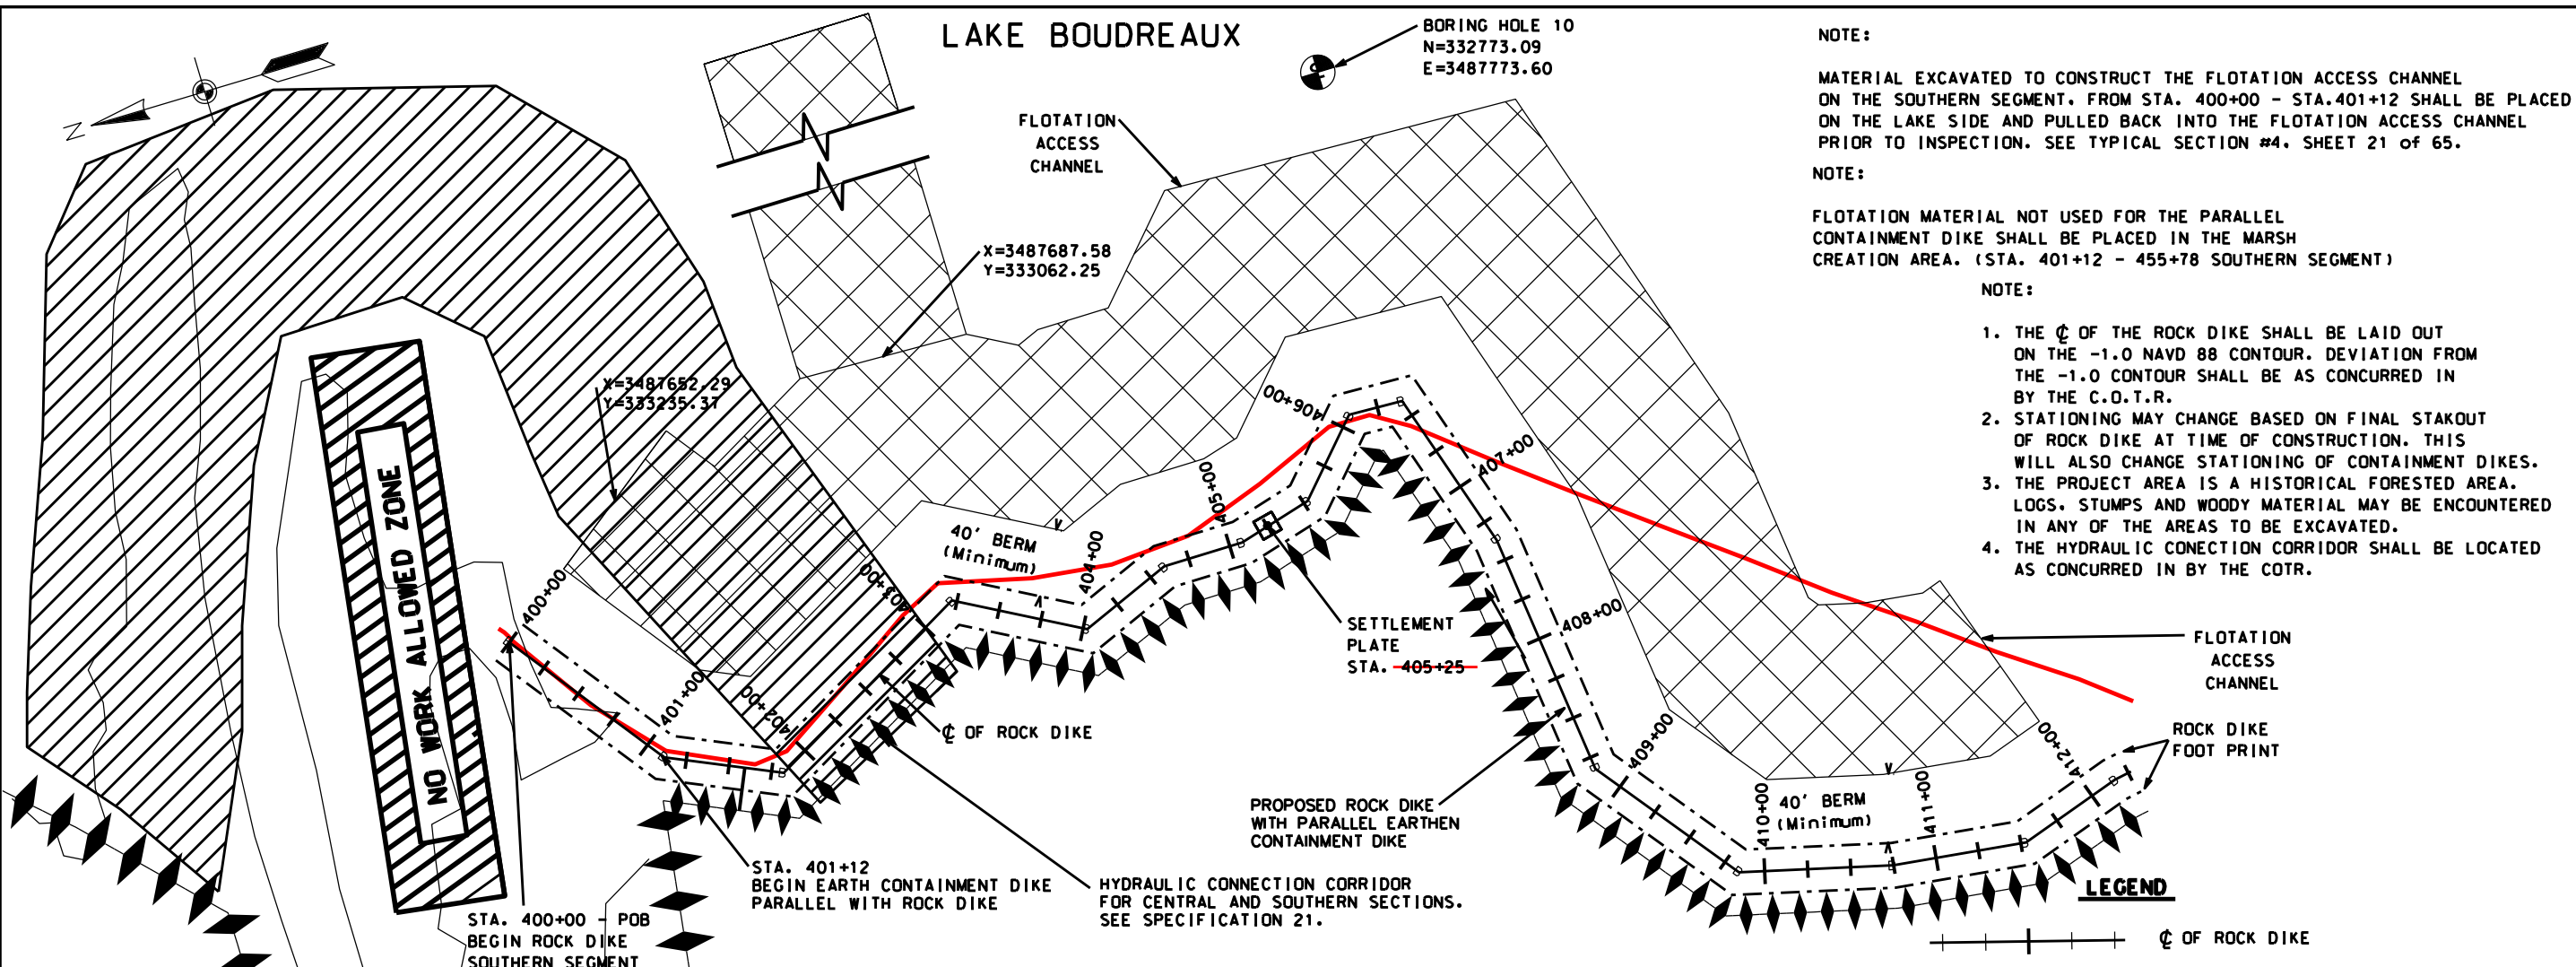 LAKE BOUDREAUX
BORING HOLE 10
N=332773.09
E=3487773.60
N
FLOTATION
ACCESS
CHANNEL
X=3487687.58
Y=333062.25
X=3487652.29
Y=333235.37
NO WORK ALLOWED ZONE
40' BERM
(Minimum)
400+00
401+00
402+00
403+00
404+00
405+00
406+00
407+00
408+00
409+00
410+00
411+00
412+00
SETTLEMENT
PLATE
STA. 405+25
℄ OF ROCK DIKE
PROPOSED ROCK DIKE
WITH PARALLEL EARTHEN
CONTAINMENT DIKE
40' BERM
(Minimum)
FLOTATION
ACCESS
CHANNEL
ROCK DIKE
FOOT PRINT
STA. 401+12
BEGIN EARTH CONTAINMENT DIKE
PARALLEL WITH ROCK DIKE
HYDRAULIC CONNECTION CORRIDOR
FOR CENTRAL AND SOUTHERN SECTIONS.
SEE SPECIFICATION 21.
STA. 400+00 - POB
BEGIN ROCK DIKE
SOUTHERN SEGMENT
NOTE:
MATERIAL EXCAVATED TO CONSTRUCT THE FLOTATION ACCESS CHANNEL
ON THE SOUTHERN SEGMENT. FROM STA. 400+00 - STA.401+12 SHALL BE PLACED
ON THE LAKE SIDE AND PULLED BACK INTO THE FLOTATION ACCESS CHANNEL
PRIOR TO INSPECTION. SEE TYPICAL SECTION #4. SHEET 21 of 65.
NOTE:
FLOTATION MATERIAL NOT USED FOR THE PARALLEL
CONTAINMENT DIKE SHALL BE PLACED IN THE MARSH
CREATION AREA. (STA. 401+12 - 455+78 SOUTHERN SEGMENT)
NOTE:
1. THE ℄ OF THE ROCK DIKE SHALL BE LAID OUT
ON THE -1.0 NAVD 88 CONTOUR. DEVIATION FROM
THE -1.0 CONTOUR SHALL BE AS CONCURRED IN
BY THE C.O.T.R.
2. STATIONING MAY CHANGE BASED ON FINAL STAKOUT
OF ROCK DIKE AT TIME OF CONSTRUCTION. THIS
WILL ALSO CHANGE STATIONING OF CONTAINMENT DIKES.
3. THE PROJECT AREA IS A HISTORICAL FORESTED AREA.
LOGS. STUMPS AND WOODY MATERIAL MAY BE ENCOUNTERED
IN ANY OF THE AREAS TO BE EXCAVATED.
4. THE HYDRAULIC CONECTION CORRIDOR SHALL BE LOCATED
AS CONCURRED IN BY THE COTR.
LEGEND
℄ OF ROCK DIKE